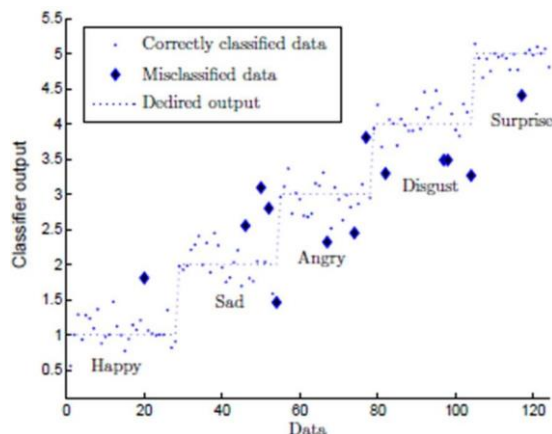 5.5
5
4.5
4
3.5
3
2.5
2
1.5
1
0.5
Classifier output
Correctly classified data
Misclassified data
Dedired output
Surprise
Disgust
Angry
Sad
Happy
0
20
40
60
80
100
120
Data